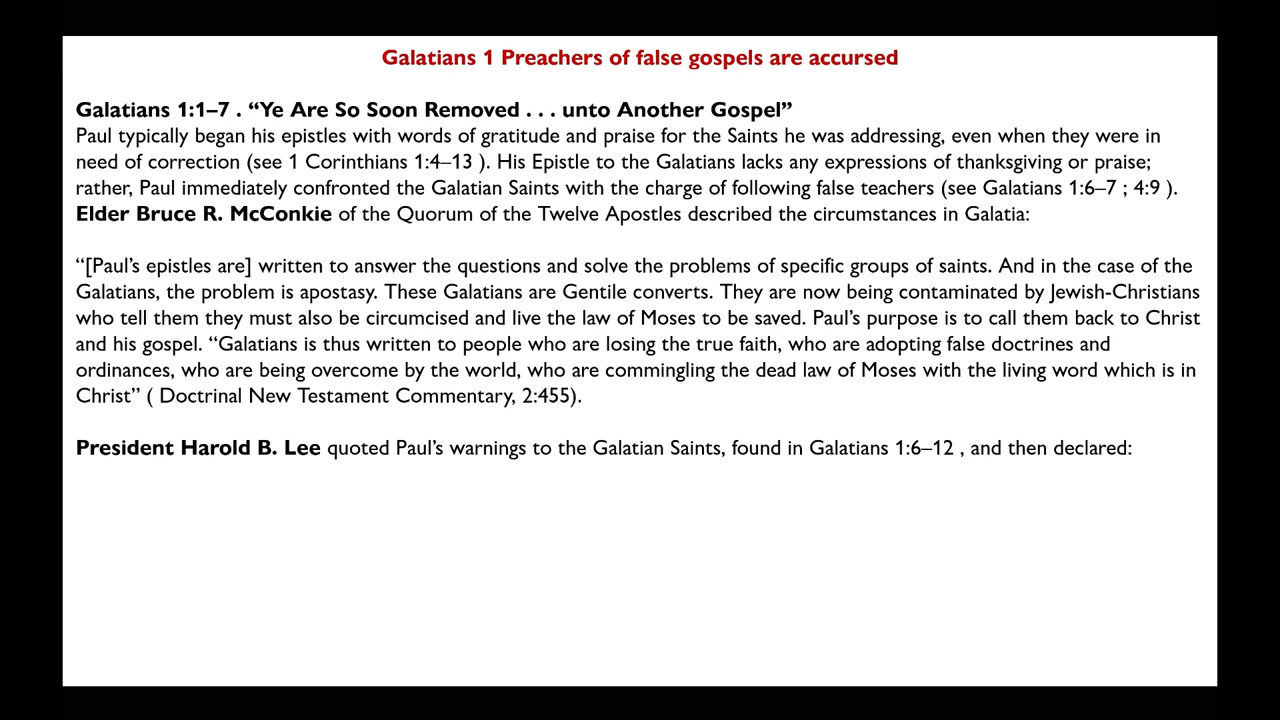 Galatians 1 Preachers of false gospels are accursed
Galatians 1:1–7 . “Ye Are So Soon Removed . . . unto Another Gospel”
Paul typically began his epistles with words of gratitude and praise for the Saints he was addressing, even when they were in
need of correction (see 1 Corinthians 1:4–13 ). His Epistle to the Galatians lacks any expressions of thanksgiving or praise;
rather, Paul immediately confronted the Galatian Saints with the charge of following false teachers (see Galatians 1:6–7 ; 4:9 ).
Elder Bruce R. McConkie of the Quorum of the Twelve Apostles described the circumstances in Galatia:
“[Paul’s epistles are] written to answer the questions and solve the problems of specific groups of saints. And in the case of the
Galatians, the problem is apostasy. These Galatians are Gentile converts. They are now being contaminated by Jewish-Christians
who tell them they must also be circumcised and live the law of Moses to be saved. Paul’s purpose is to call them back to Christ
and his gospel. “Galatians is thus written to people who are losing the true faith, who are adopting false doctrines and
ordinances, who are being overcome by the world, who are commingling the dead law of Moses with the living word which is in
Christ” ( Doctrinal New Testament Commentary, 2:455).
President Harold B. Lee quoted Paul’s warnings to the Galatian Saints, found in Galatians 1:6–12 , and then declared: